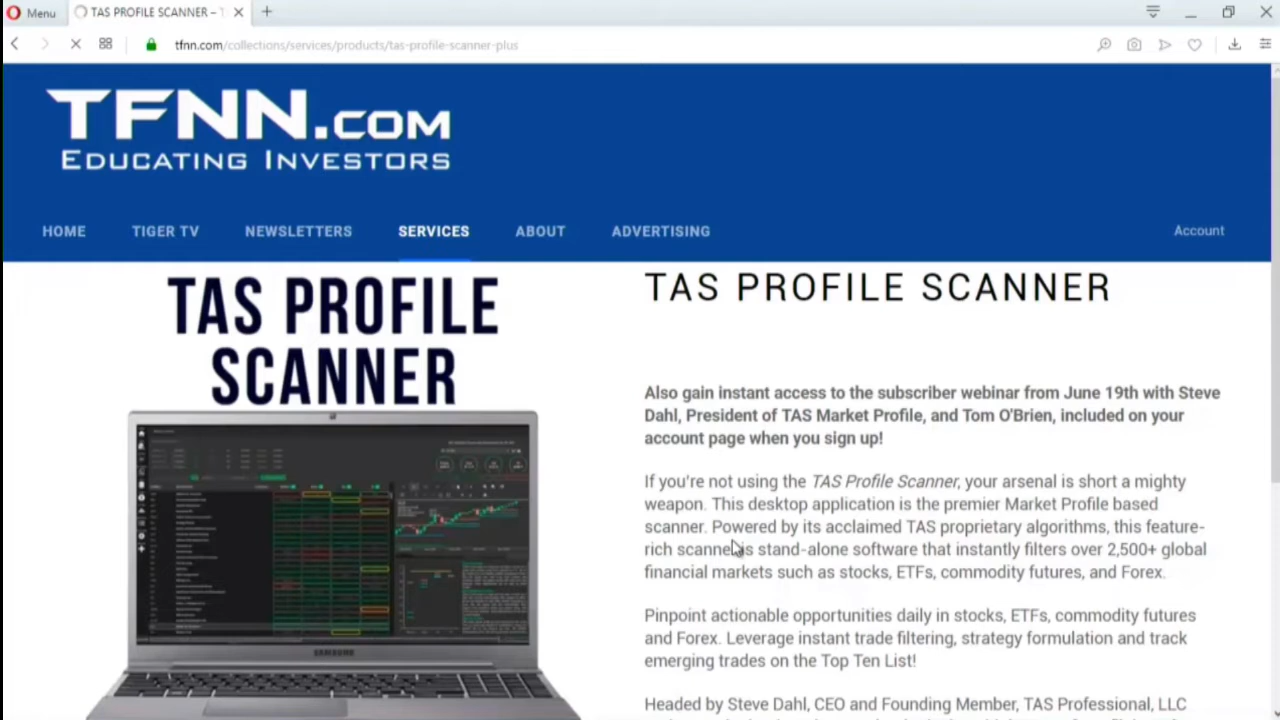 Menu
TAS PROFILE SCANNER –
tfnn.com/collections/services/products/tas-profile-scanner-plus
TFNN.COM
EDUCATING INVESTORS
HOME TIGER TV NEWSLETTERS SERVICES ABOUT ADVERTISING Account
TAS PROFILE
SCANNER
SAMSUNG
TAS PROFILE SCANNER
Also gain instant access to the subscriber webinar from June 19th with Steve
Dahl, President of TAS Market Profile, and Tom O'Brien, included on your
account page when you sign up!
If you're not using the TAS Profile Scanner, your arsenal is short a mighty
weapon. This desktop application is the premier Market Profile based
scanner. Powered by its acclaimed TAS proprietary algorithms, this feature-
rich scanner is stand-alone software that instantly filters over 2,500+ global
financial markets such as stocks, ETFs, commodity futures, and Forex.
Pinpoint actionable opportunities daily in stocks, ETFs, commodity futures
and Forex. Leverage instant trade filtering, strategy formulation and track
emerging trades on the Top Ten List!
Headed by Steve Dahl, CEO and Founding Member, TAS Professional, LLC